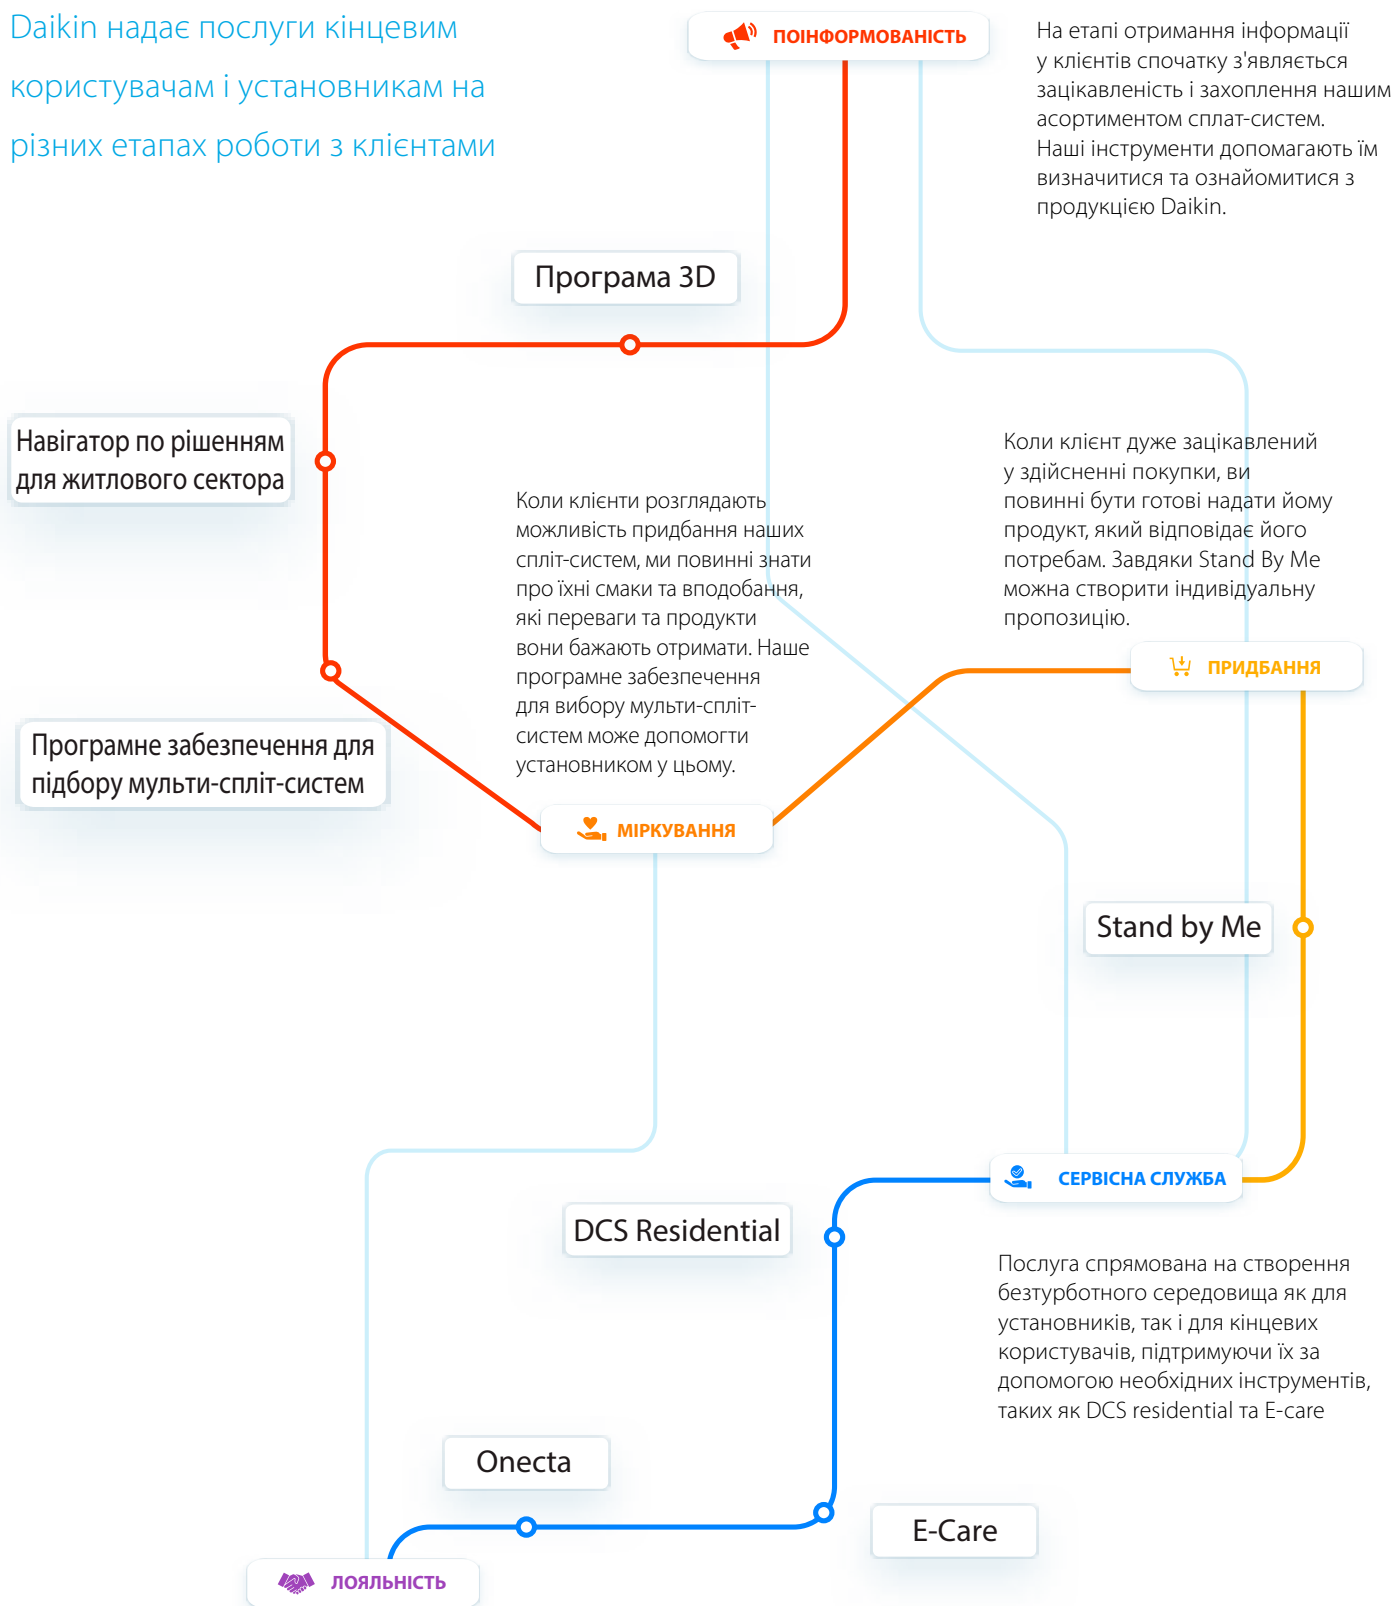 Daikin надає послуги кінцевим
користувачам і установникам на
різних етапах роботи з клієнтами
ПОІНФОРМОВАНІСТЬ
На етапі отримання інформації
у клієнтів спочатку з'являється
зацікавленість і захоплення нашим
асортиментом сплат-систем.
Наші інструменти допомагають їм
визначитися та ознайомитися з
продукцією Daikin.
Програма 3D
Навігатор по рішенням
для житлового сектора
Коли клієнти розглядають
можливість придбання наших
спліт-систем, ми повинні знати
про їхні смаки та вподобання,
які переваги та продукти
вони бажають отримати. Наше
програмне забезпечення
для вибору мульти-спліт-
систем може допомогти
установником у цьому.
Коли клієнт дуже зацікавлений
у здійсненні покупки, ви
повинні бути готові надати йому
продукт, який відповідає його
потребам. Завдяки Stand By Me
можна створити індивідуальну
пропозицію.
ПРИДБАННЯ
Програмне забезпечення для
підбору мульти-спліт-систем
МІРКУВАННЯ
Stand by Me
СЕРВІСНА СЛУЖБА
DCS Residential
Послуга спрямована на створення
безтурботного середовища як для
установників, так і для кінцевих
користувачів, підтримуючи їх за
допомогою необхідних інструментів,
таких як DCS residential та E-care
Onecta
E-Care
ЛОЯЛЬНІСТЬ